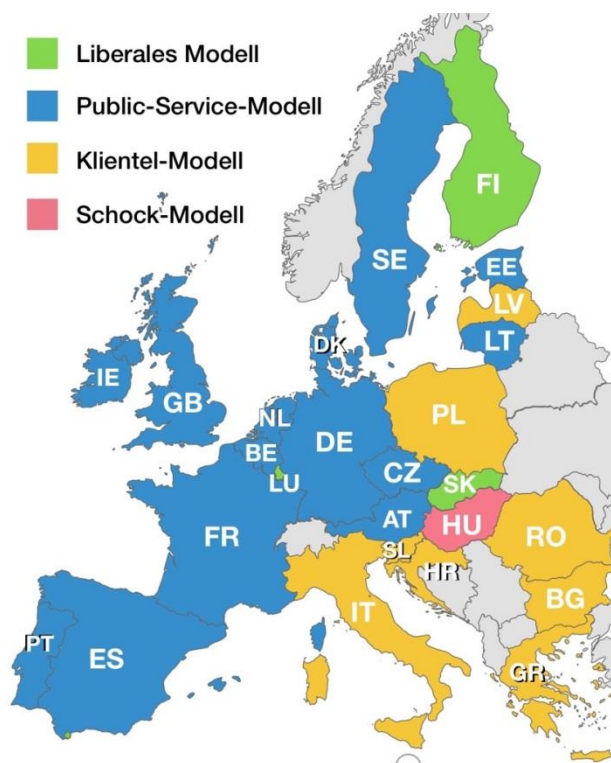 Liberales Modell
Public-Service-Modell
Klientel-Modell
Schock-Modell
FI
SE
EE
LV
LT
DK
IE
GB
NL
BE
LU
DE
PL
CZ
SK
AT
HU
FR
SL
HR
RO
IT
BG
PT
ES
GR